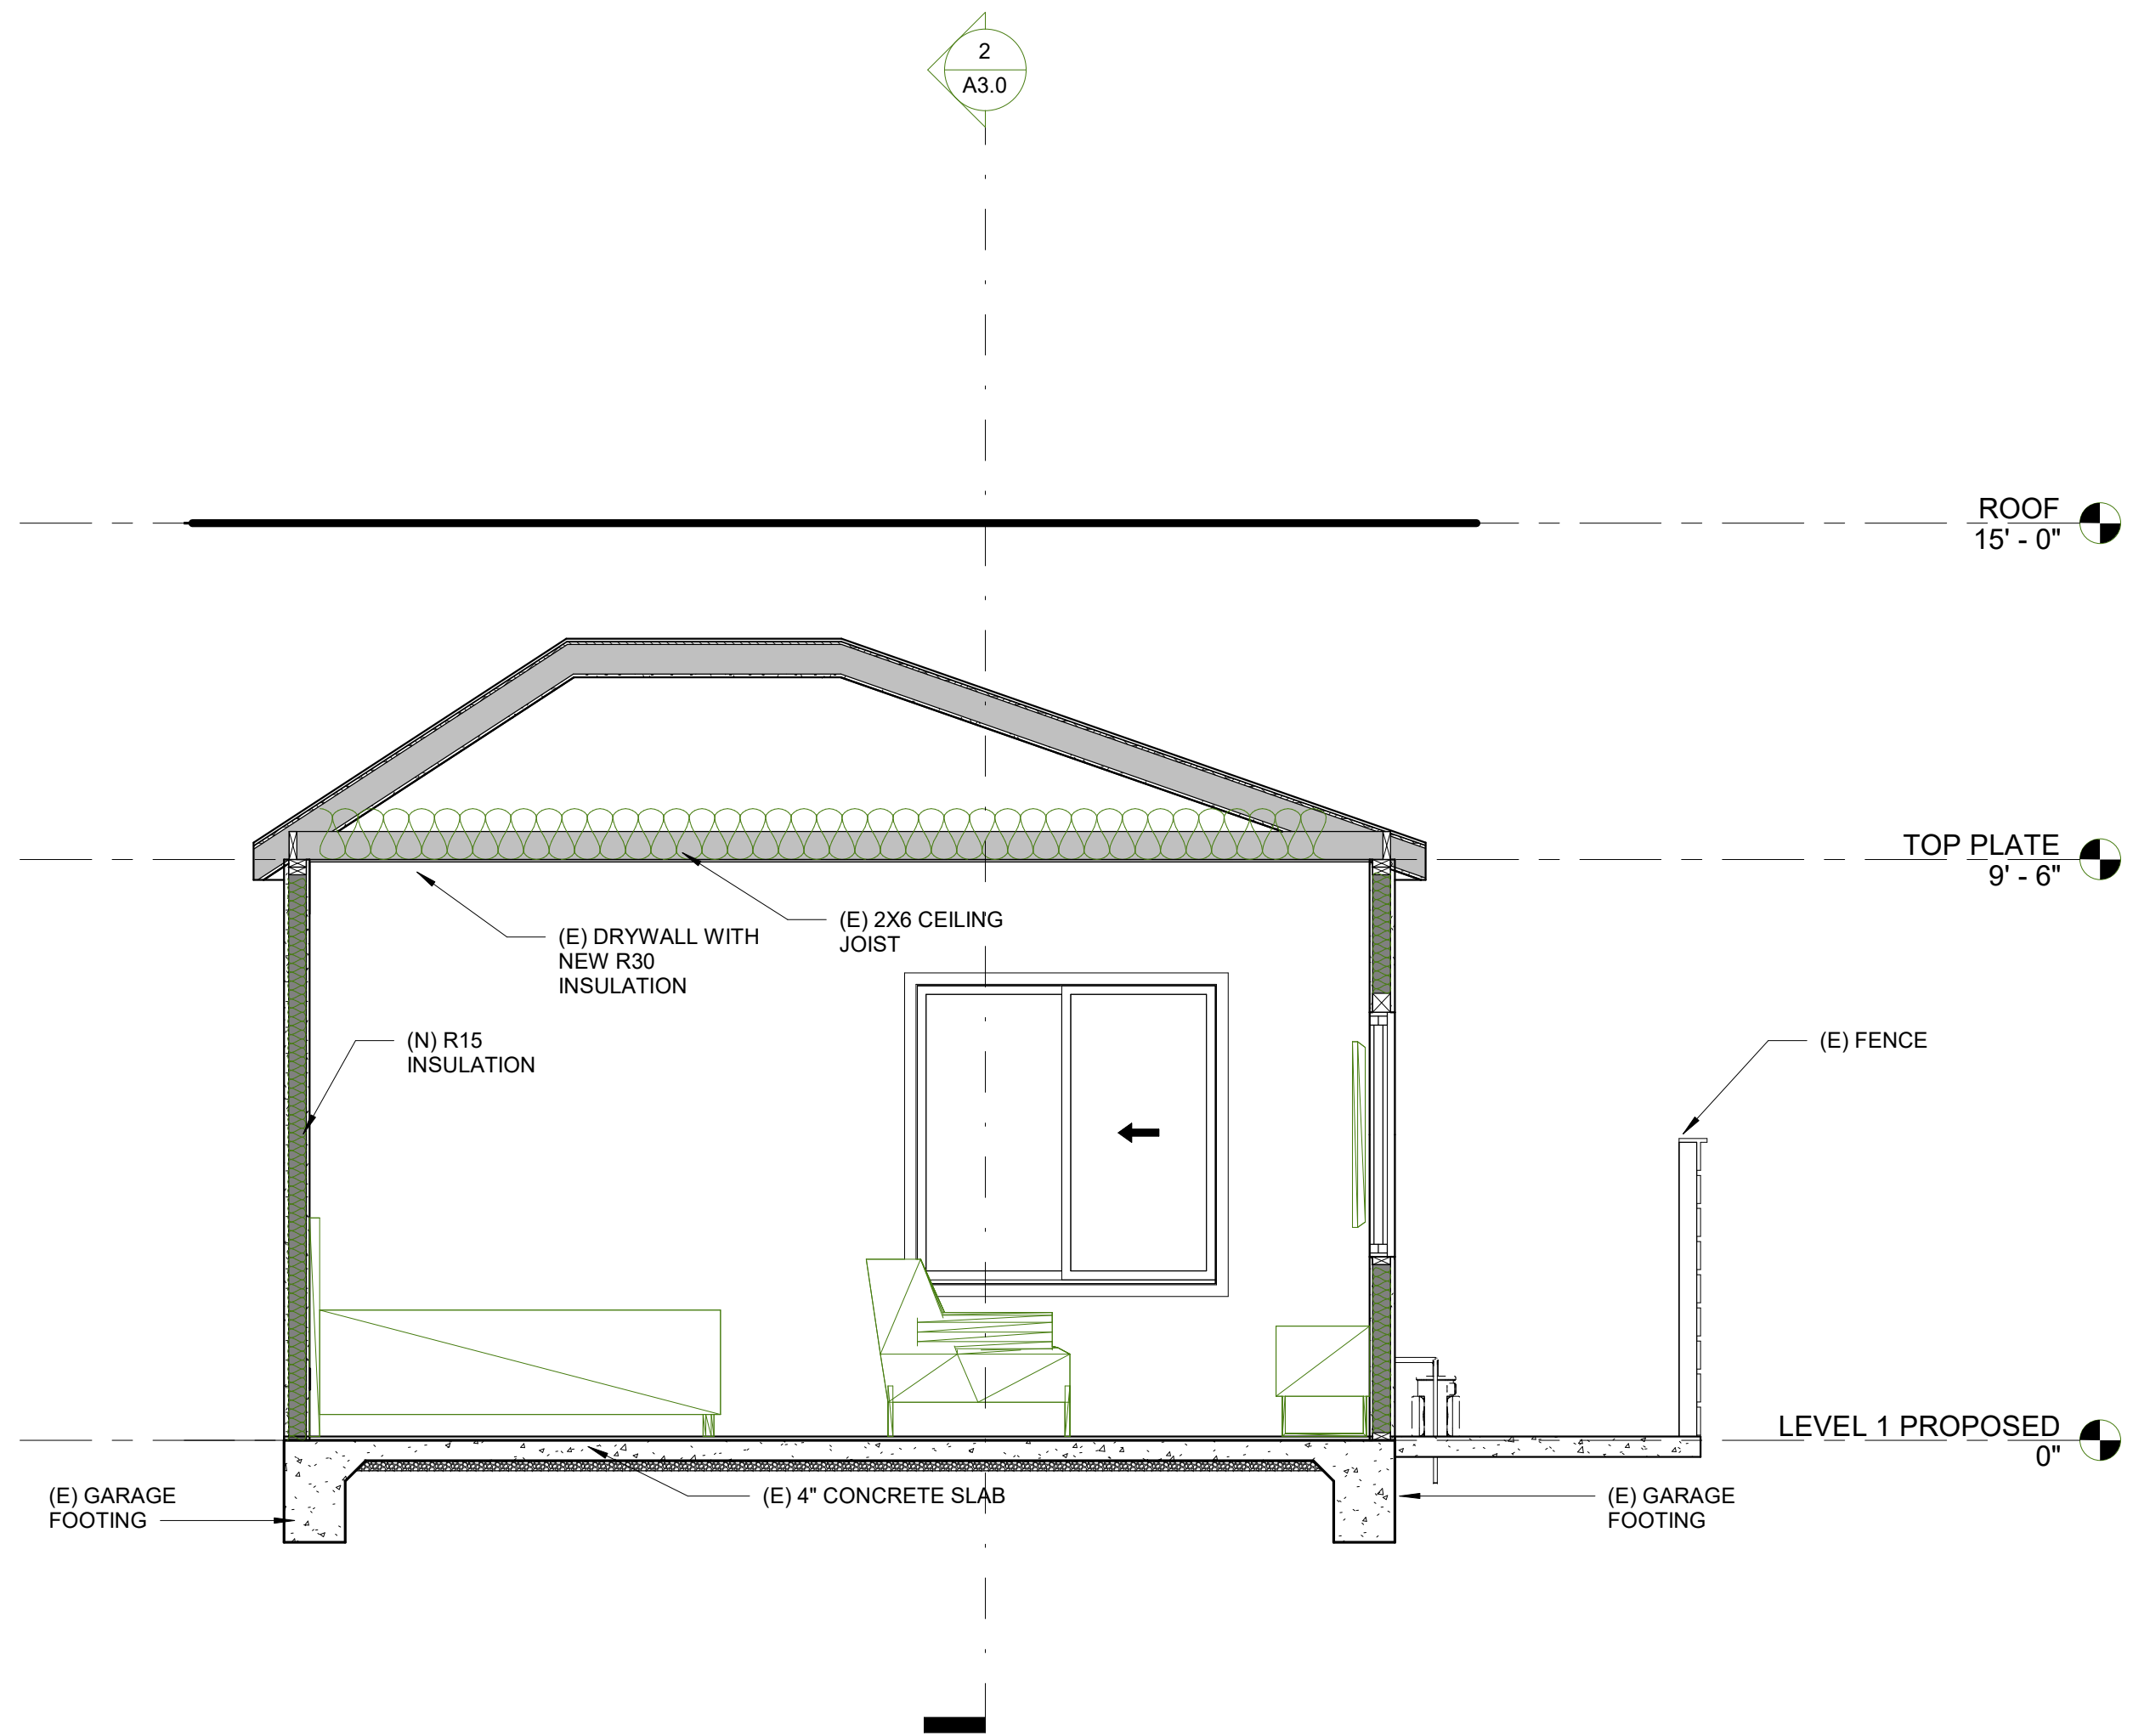 2
A3.0
ROOF
15' - 0"
TOP PLATE
9' - 6"
(E) 2X6 CEILING
JOIST
(E) DRYWALL WITH
NEW R30
INSULATION
(N) R15
INSULATION
(E) FENCE
LEVEL 1 PROPOSED
0"
(E) GARAGE
FOOTING
(E) 4" CONCRETE SLAB
(E) GARAGE
FOOTING